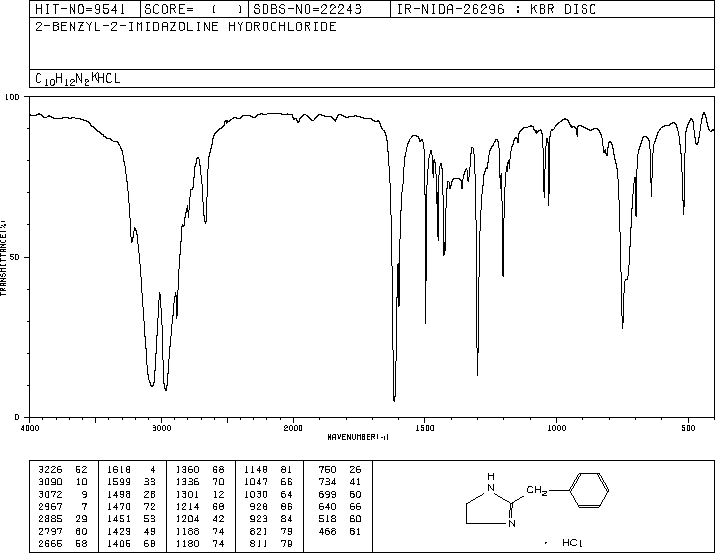 HIT-NO=9541 SCORE= ( ) SDBS-NO=22243 IR-NIDA-26296 : KBR DISC
2-BENZYL-2-IMIDAZOLINE HYDROCHLORIDE
C10H12N2*HCL
100
50
0
TRANSMITTANCE(%)
4000 3000 2000 1500 1000 500
WAVENUMBER(-1)
3226 52 1618 4 1360 68 1148 81 750 26
3090 10 1599 33 1336 70 1047 66 734 41
3072 9 1498 28 1301 12 1030 64 699 60
2967 7 1470 72 1214 68 928 86 640 66
2885 29 1451 53 1204 42 923 84 518 60
2797 60 1429 49 1188 74 821 79 468 81
2665 58 1406 68 1180 74 811 79
H
N
CH2
N
· HCl